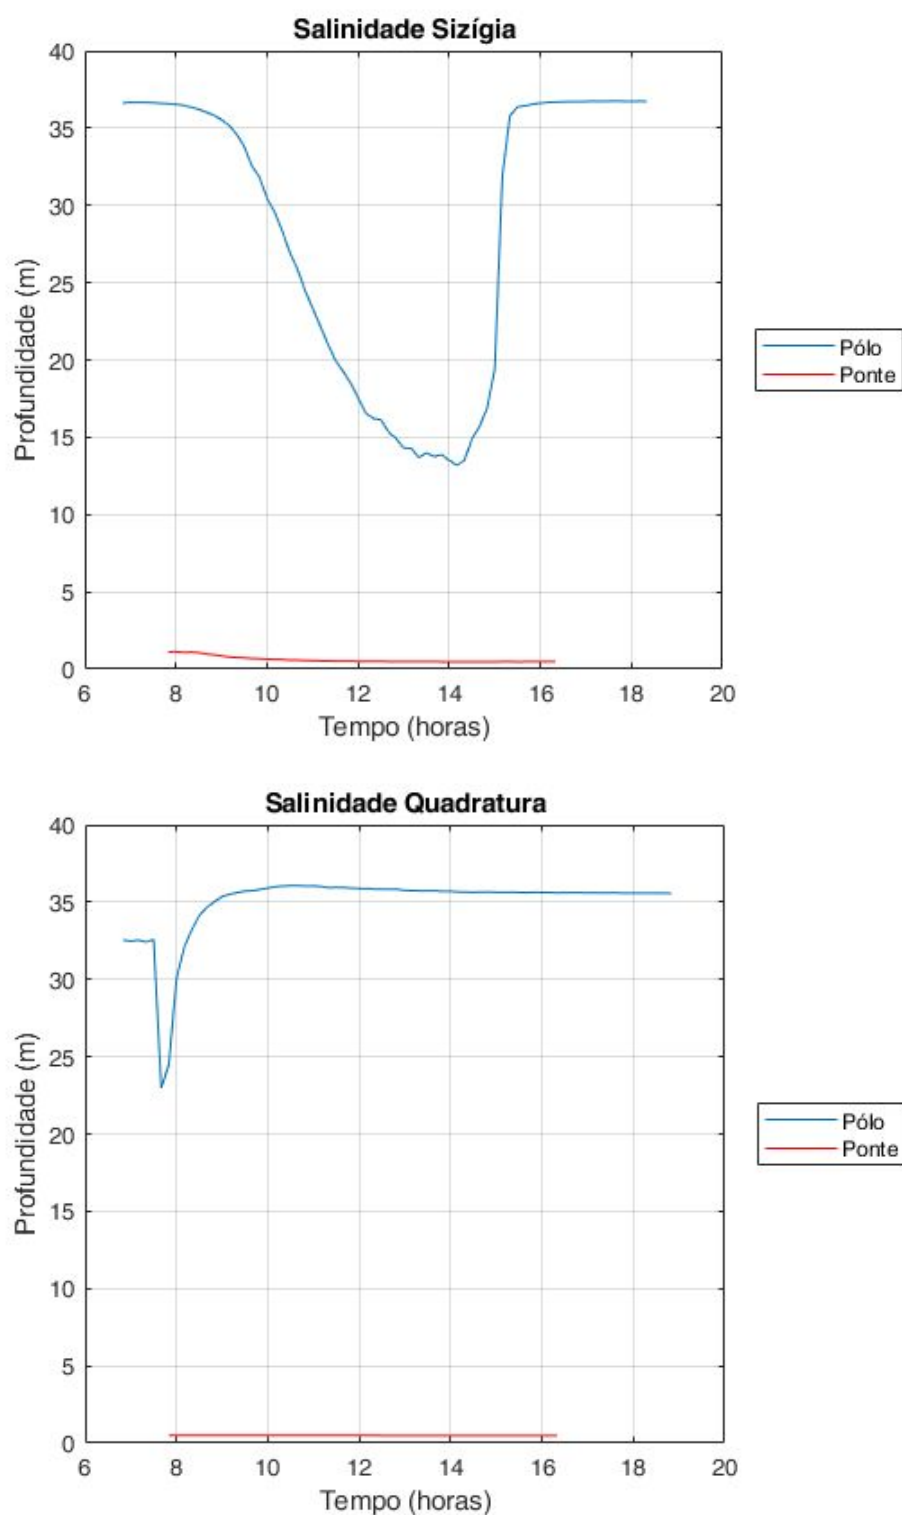 Salinidade Sizígia
40
35
30
25
20
15
10
5
0
Profundidade (m)
6 8 10 12 14 16 18 20
Tempo (horas)
Pólo
Ponte
Salinidade Quadratura
40
35
30
25
20
15
10
5
0
Profundidade (m)
6 8 10 12 14 16 18 20
Tempo (horas)
Pólo
Ponte